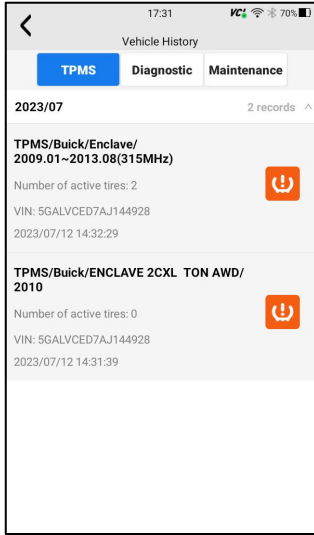 17:31
VC 70%
Vehicle History
TPMS
Diagnostic
Maintenance
2023/07
2 records
TPMS/Buick/Enclave/
2009.01~2013.08(315MHz)
Number of active tires: 2
VIN: 5GALVCED7AJ144928
2023/07/12 14:32:29
TPMS/Buick/ENCLAVE 2CXL TON AWD/
2010
Number of active tires: 0
VIN: 5GALVCED7AJ144928
2023/07/12 14:31:39